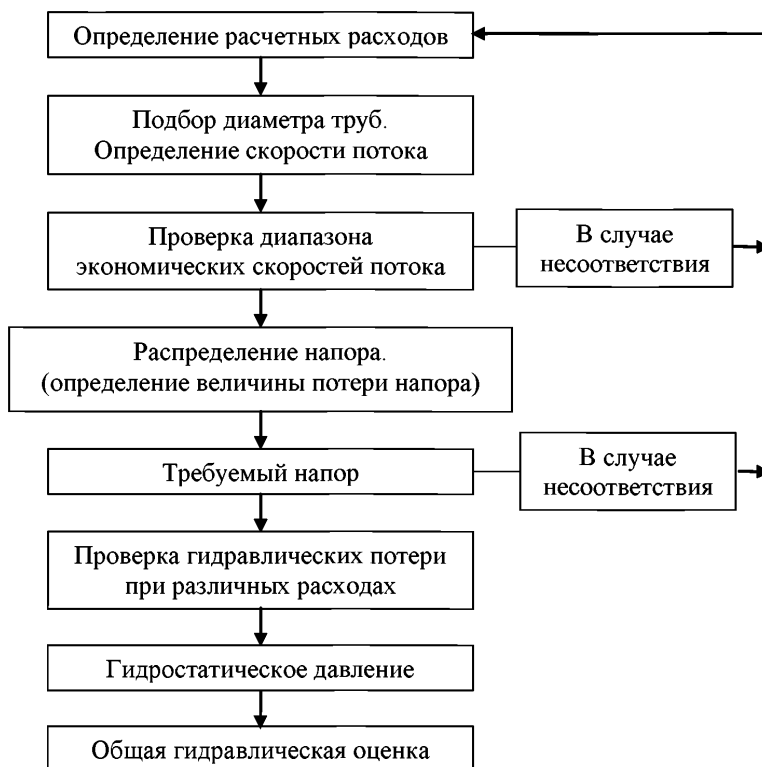 Определение расчетных расходов
Подбор диаметра труб.
Определение скорости потока
Проверка диапазона
экономических скоростей потока
В случае
несоответствия
Распределение напора.
(определение величины потери напора)
Требуемый напор
В случае
несоответствия
Проверка гидравлических потери
при различных расходах
Гидростатическое давление
Общая гидравлическая оценка